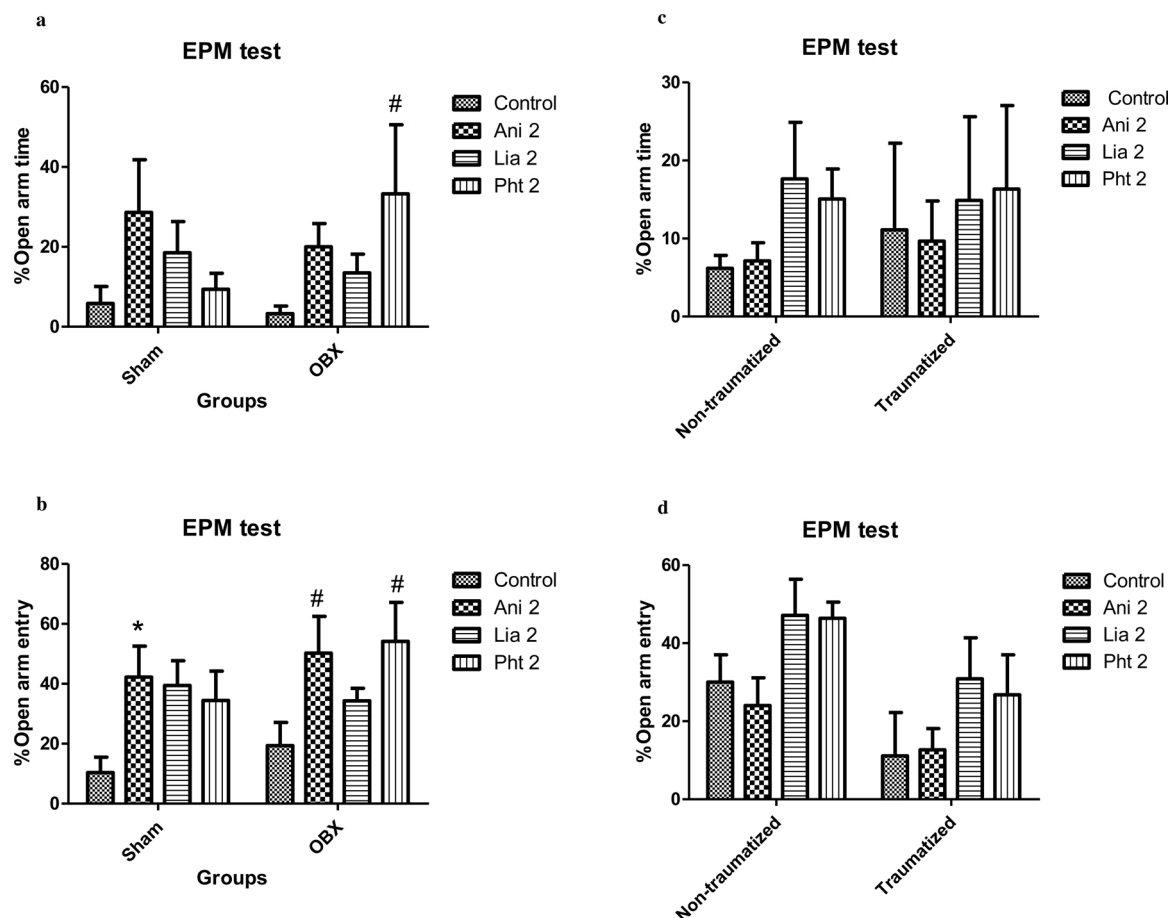 a
EPM test
%Open arm time
60
40
20
0
#
Control
Ani 2
Lia 2
Pht 2
Sham
OBX
Groups
c
EPM test
%Open arm time
30
20
10
0
Control
Ani 2
Lia 2
Pht 2
Non-traumatized
Traumatized
b
EPM test
%Open arm entry
80
60
40
20
0
*
#
#
Control
Ani 2
Lia 2
Pht 2
Sham
OBX
Groups
d
EPM test
%Open arm entry
60
40
20
0
Control
Ani 2
Lia 2
Pht 2
Non-traumatized
Traumatized